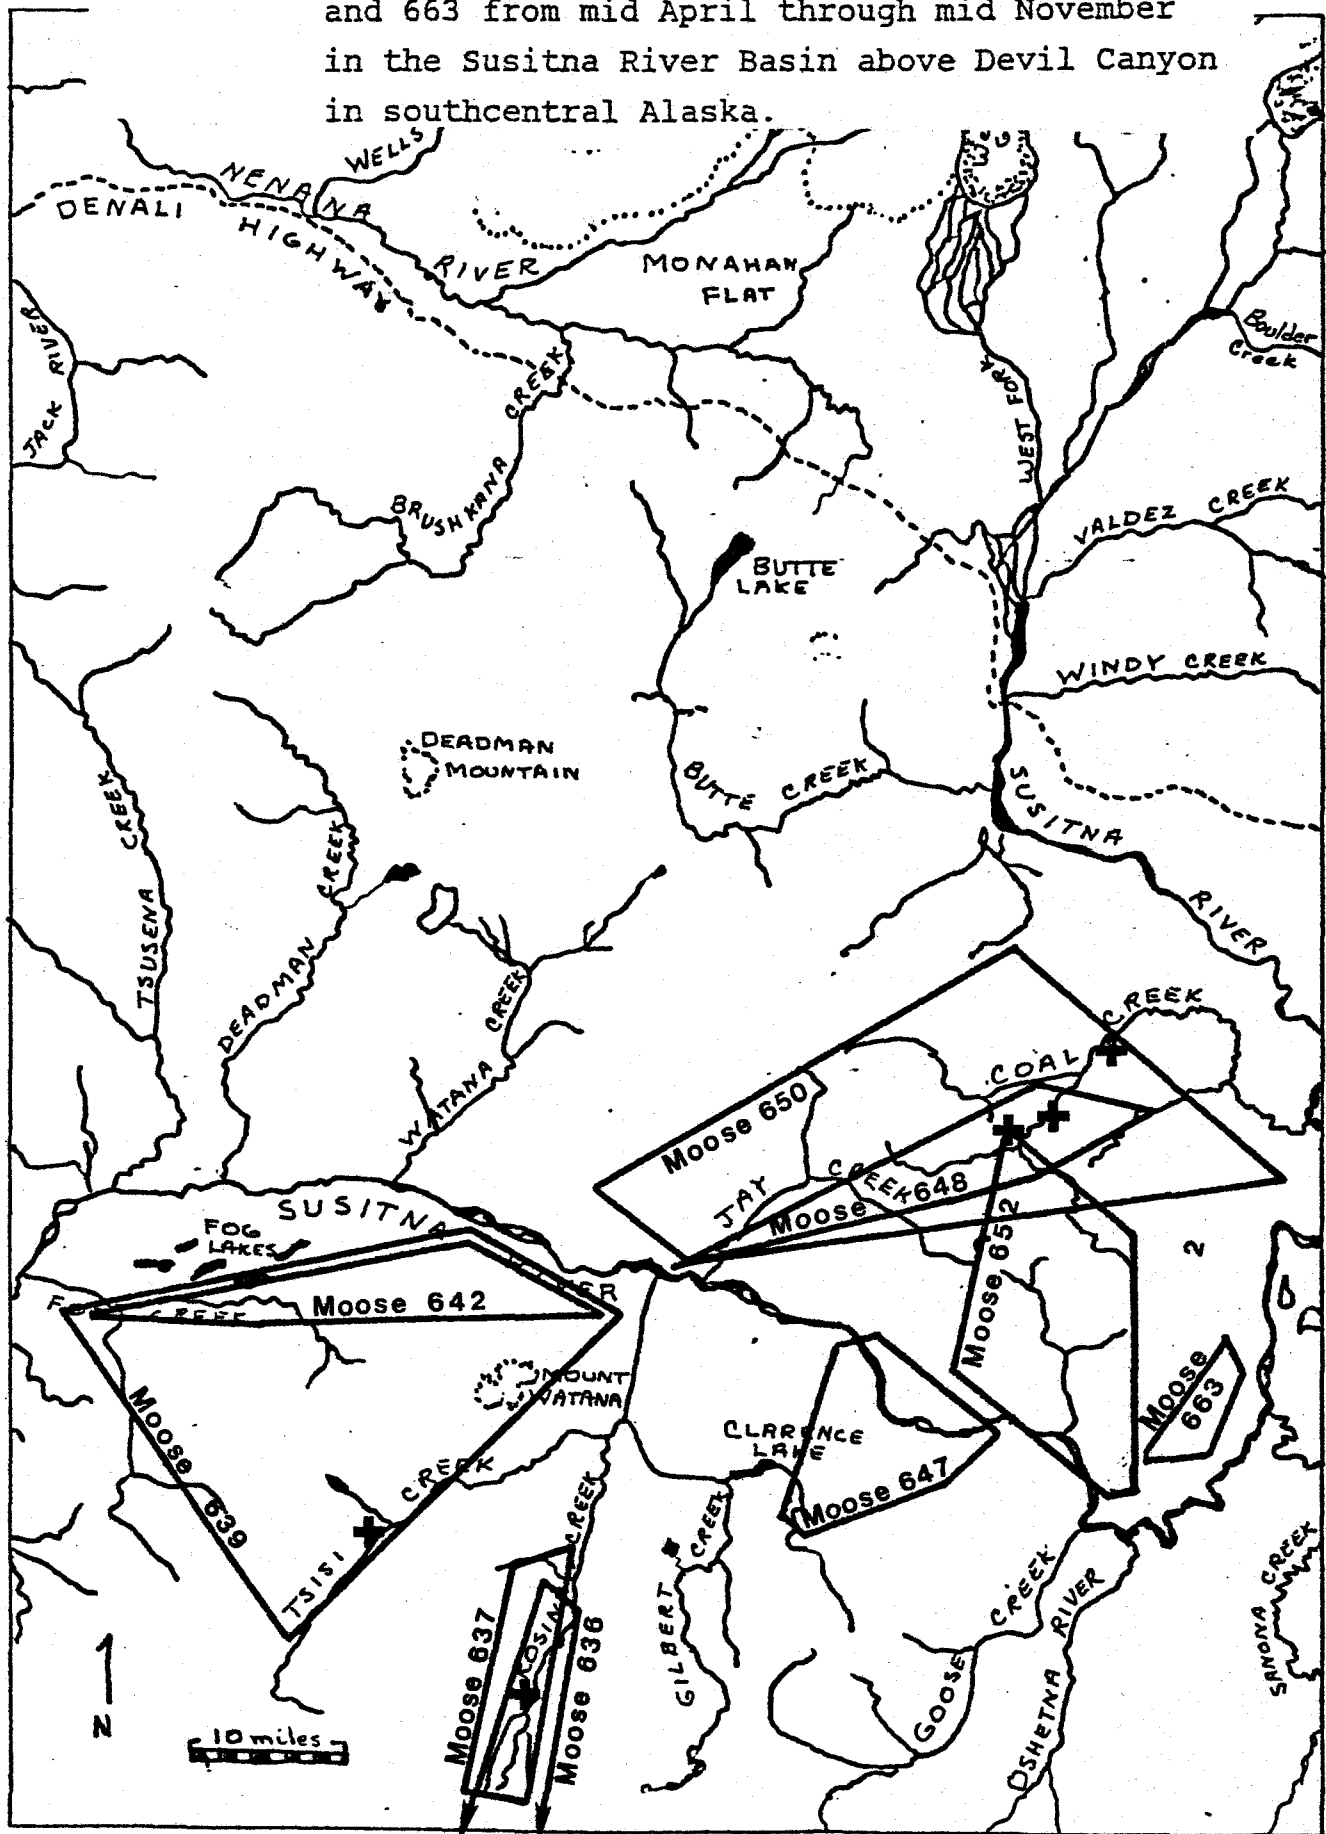 and 663 from mid April through mid November
in the Susitna River Basin above Devil Canyon
in southcentral Alaska.
WELLS
NENANA
RIVER
DENALI
HIGHWAY
MONAHAN
FLAT
JACK RIVER
Boulder
Creek
WEST FORK
BRUSHKANA CREEK
VALDEZ CREEK
BUTTE
LAKE
WINDY CREEK
DEADMAN
MOUNTAIN
BUTTE CREEK
SUSITNA
RIVER
TSUSENA CREEK
DEADMAN CREEK
WATANA CREEK
COAL CREEK
Moose 650
JAY CREEK
Moose 648
SUSITNA
FOG
LAKES
CREEK
Moose 642
Moose 652
2
MOUNT
WATANA
Moose 639
CLARENCE
LAKE
Moose 647
Moose
663
TSISI CREEK
CREEK
Moose 637
Moose 636
GILBERT CREEK
GOOSE CREEK
OSHETNA RIVER
SANONA CREEK
N
10 miles